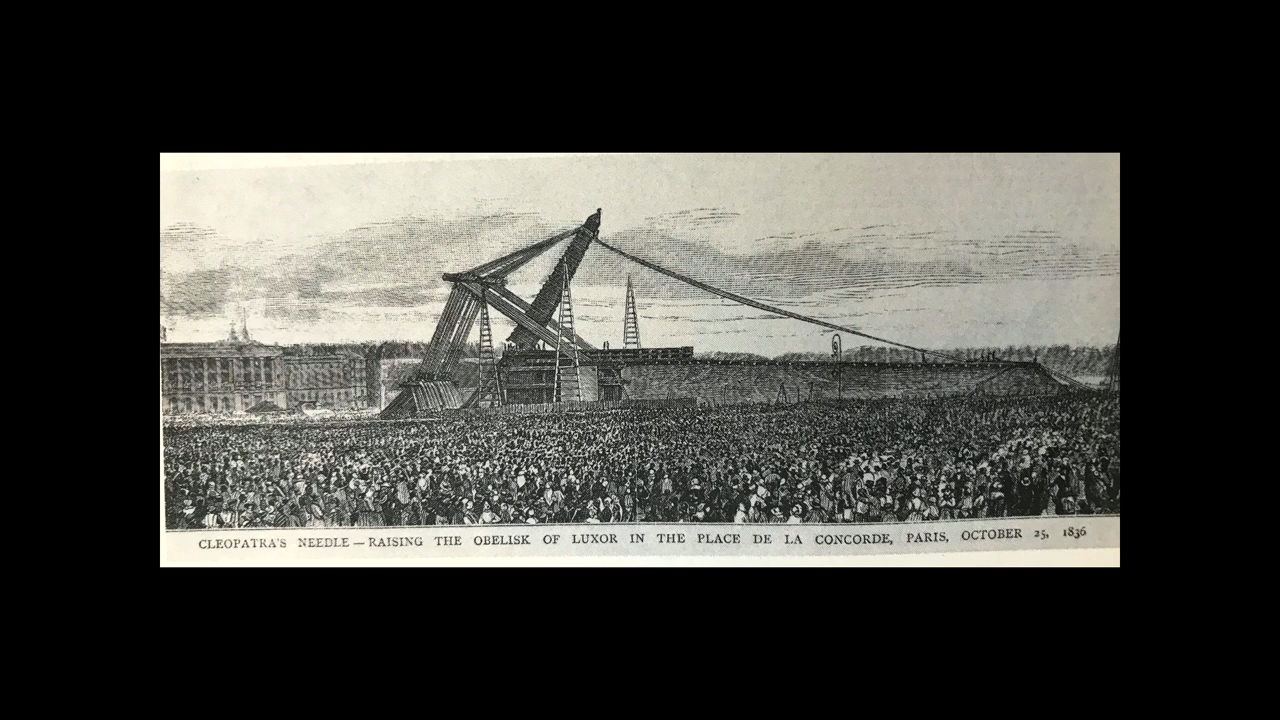 CLEOPATRA'S NEEDLE — RAISING THE OBELISK OF LUXOR IN THE PLACE DE LA CONCORDE, PARIS, OCTOBER 25, 1836